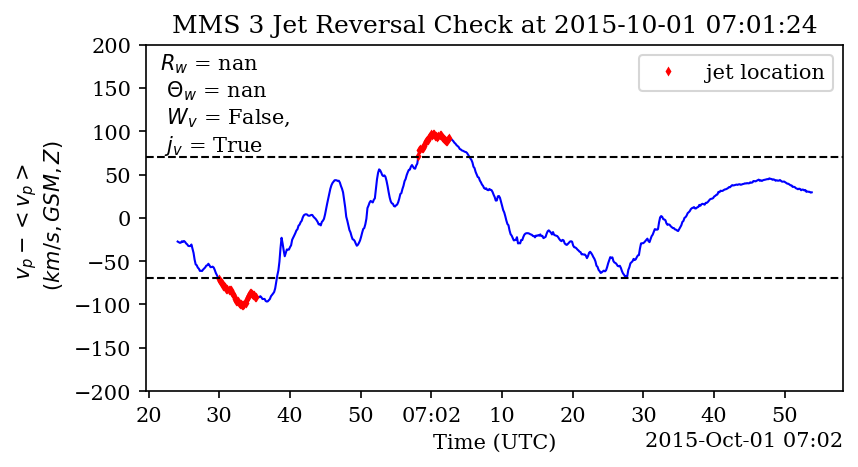 MMS 3 Jet Reversal Check at 2015-10-01 07:01:24
R_w = nan
Θ_w = nan
W_v = False,
j_v = True
jet location
v_p − < v_p >
(km/s, GSM, Z)
200
150
100
50
0
−50
−100
−150
−200
20 30 40 50 07:02 10 20 30 40 50
Time (UTC)
2015-Oct-01 07:02